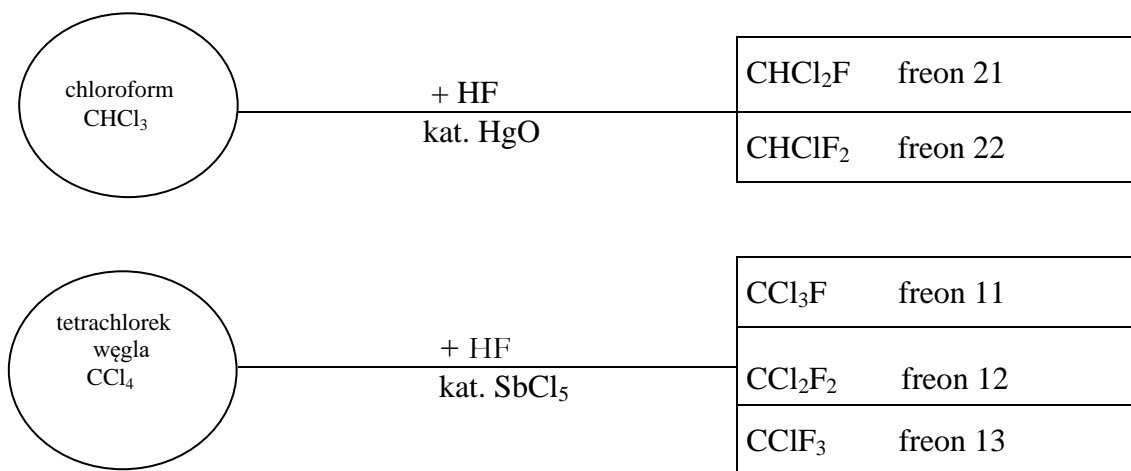 chloroform
CHCl₃
+ HF
kat. HgO
CHCl₂F freon 21
CHClF₂ freon 22
tetrachlorek
węgla
CCl₄
+ HF
kat. SbCl₅
CCl₃F freon 11
CCl₂F₂ freon 12
CClF₃ freon 13